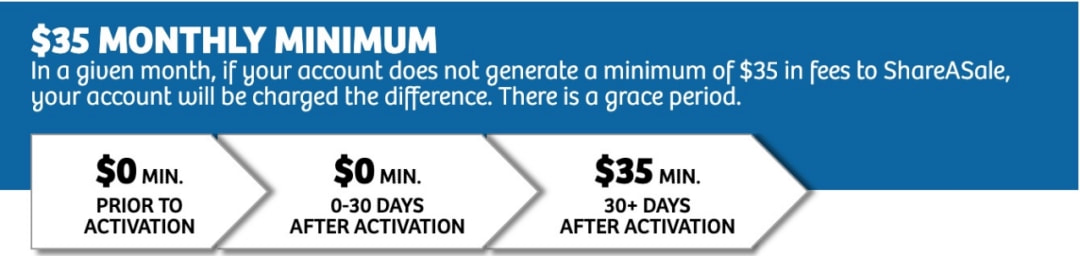 $35 MONTHLY MINIMUM
In a given month, if your account does not generate a minimum of $35 in fees to ShareASale,
your account will be charged the difference. There is a grace period.
$0 MIN.
PRIOR TO
ACTIVATION
$0 MIN.
0-30 DAYS
AFTER ACTIVATION
$35 MIN.
30+ DAYS
AFTER ACTIVATION